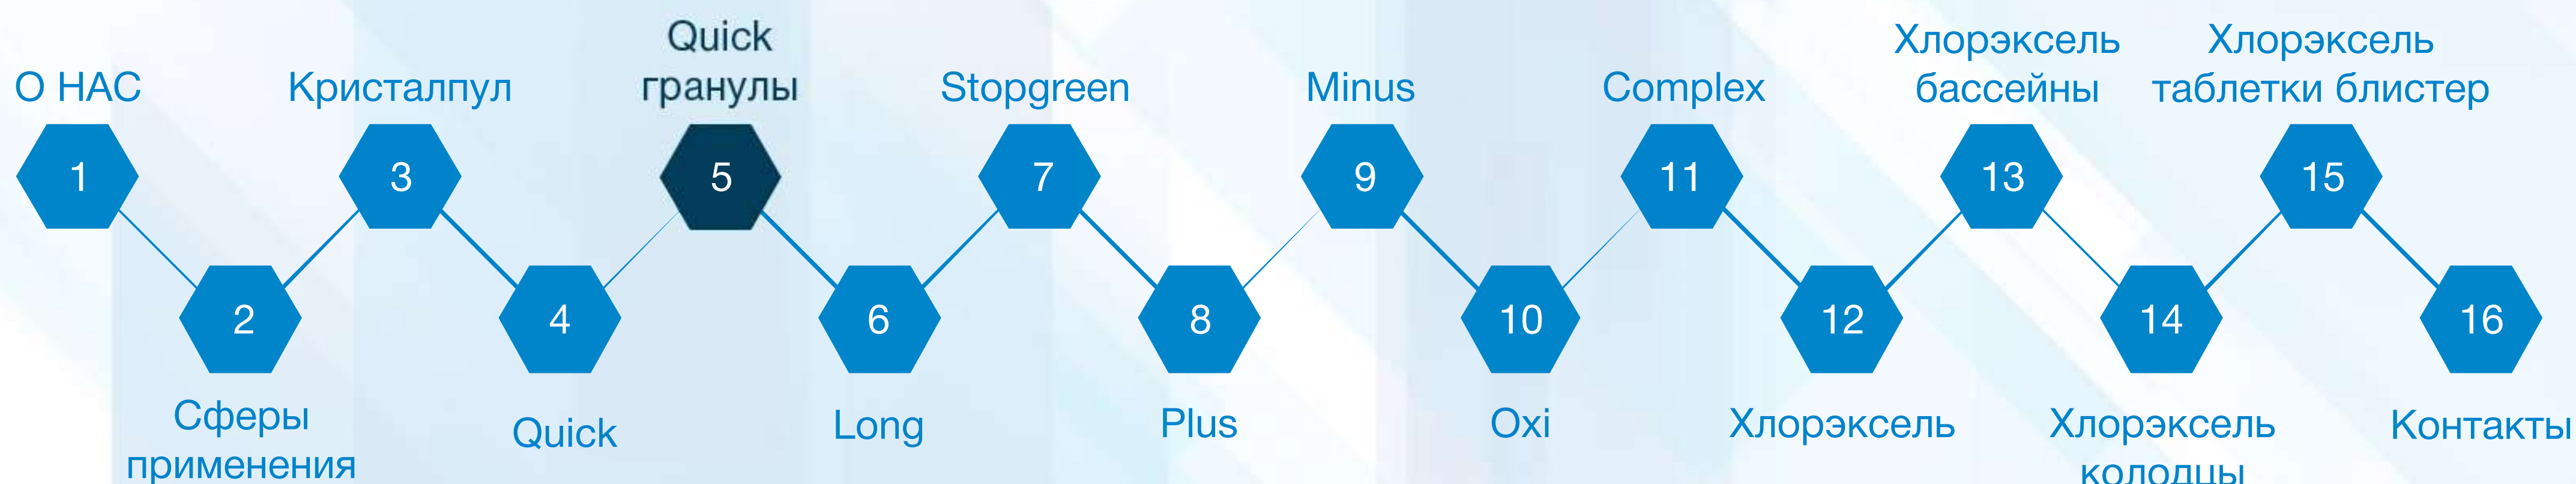 О НАС
1
2
Сферы
применения
Кристалпул
3
4
Quick
Quick
гранулы
5
6
Long
Stopgreen
7
8
Plus
Minus
9
10
Oxi
Complex
11
12
Хлорэксель
Хлорэксель
бассейны
13
14
Хлорэксель
колодцы
Хлорэксель
таблетки блистер
15
16
Контакты